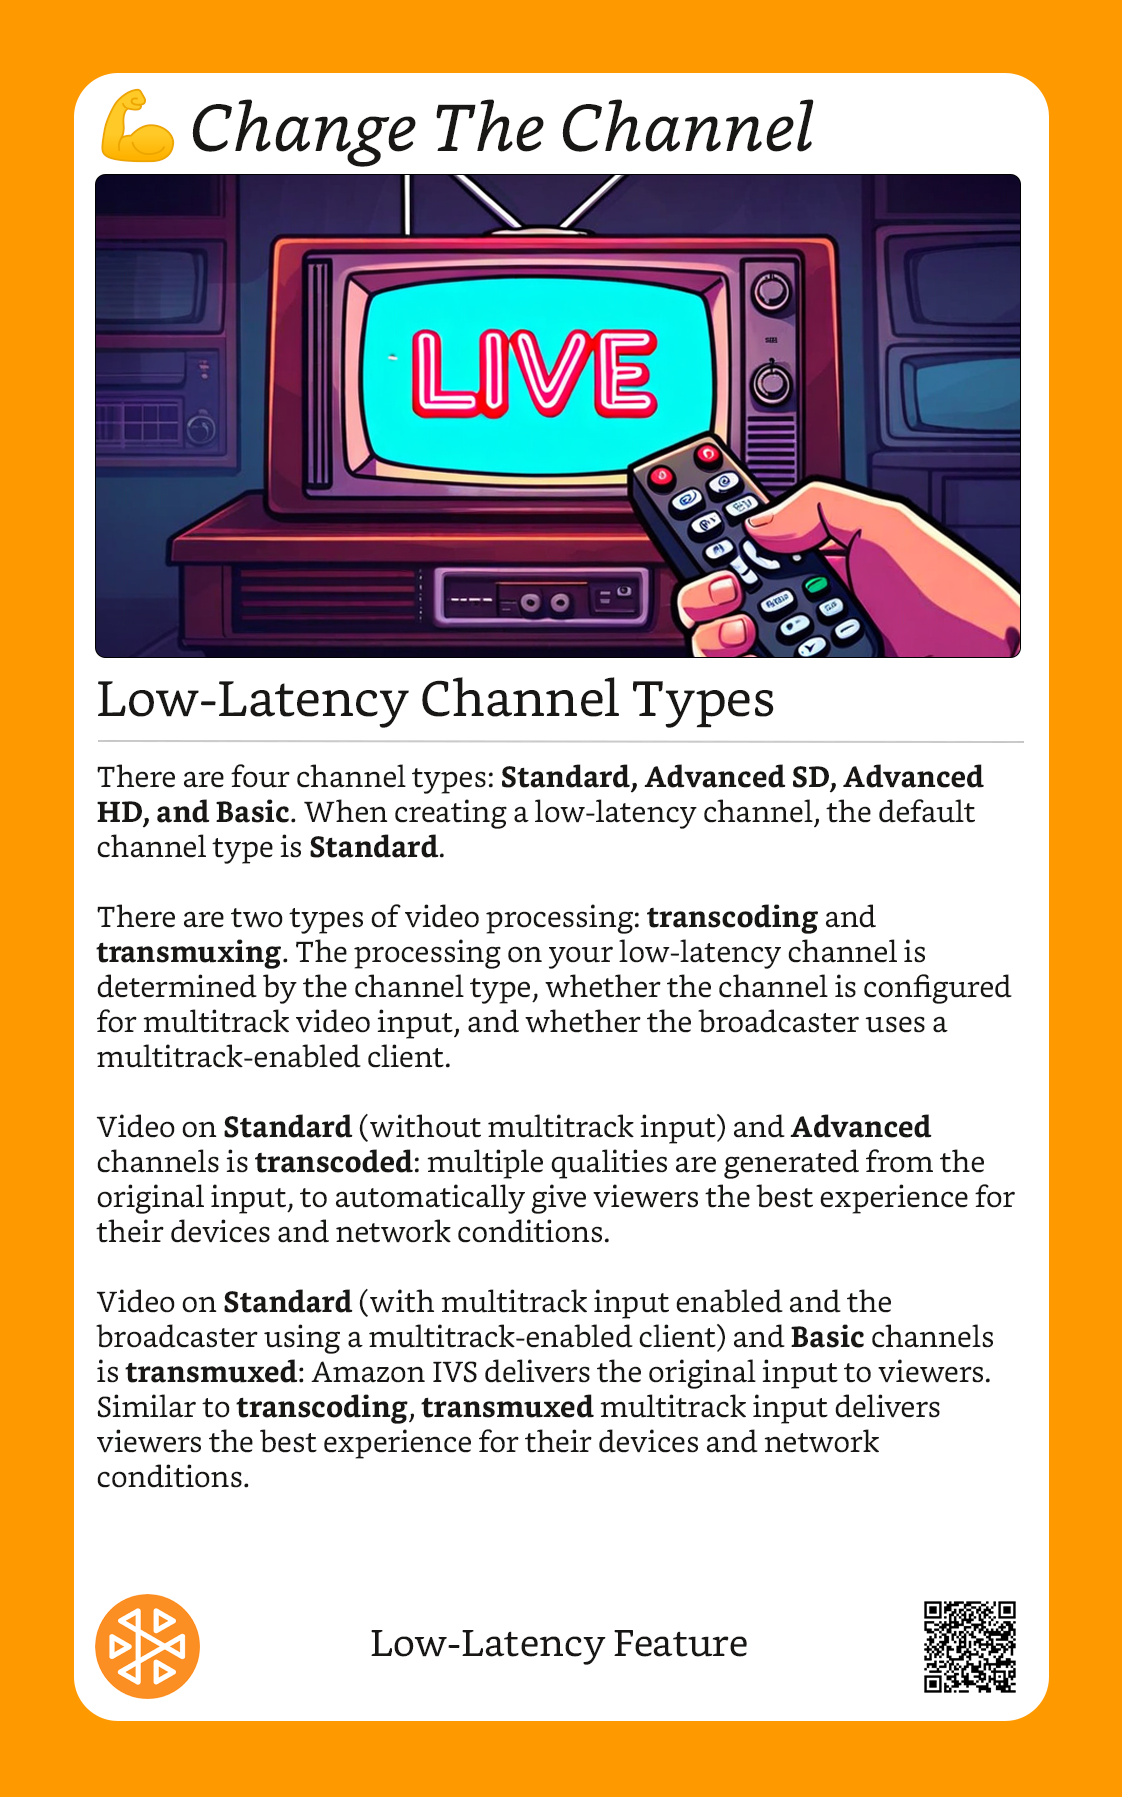 Change The Channel
LIVE
Low-Latency Channel Types
There are four channel types: Standard, Advanced SD, Advanced
HD, and Basic. When creating a low-latency channel, the default
channel type is Standard.
There are two types of video processing: transcoding and
transmuxing. The processing on your low-latency channel is
determined by the channel type, whether the channel is configured
for multitrack video input, and whether the broadcaster uses a
multitrack-enabled client.
Video on Standard (without multitrack input) and Advanced
channels is transcoded: multiple qualities are generated from the
original input, to automatically give viewers the best experience for
their devices and network conditions.
Video on Standard (with multitrack input enabled and the
broadcaster using a multitrack-enabled client) and Basic channels
is transmuxed: Amazon IVS delivers the original input to viewers.
Similar to transcoding, transmuxed multitrack input delivers
viewers the best experience for their devices and network
conditions.
Low-Latency Feature